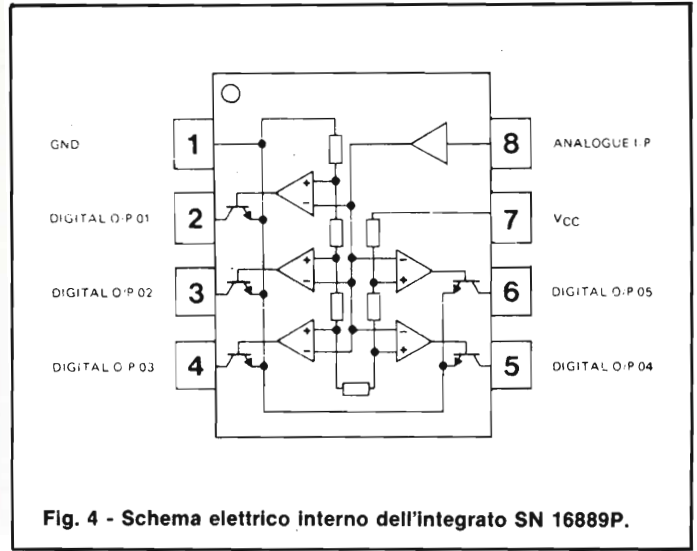 GND 1
DIGITAL O/P 01 2
DIGITAL O/P 02 3
DIGITAL O/P 03 4
8 ANALOGUE I/P
7 VCC
6 DIGITAL O/P 05
5 DIGITAL O/P 04
+
−
+
−
+
−
−
+
−
+
Fig. 4 - Schema elettrico interno dell'integrato SN 16889P.